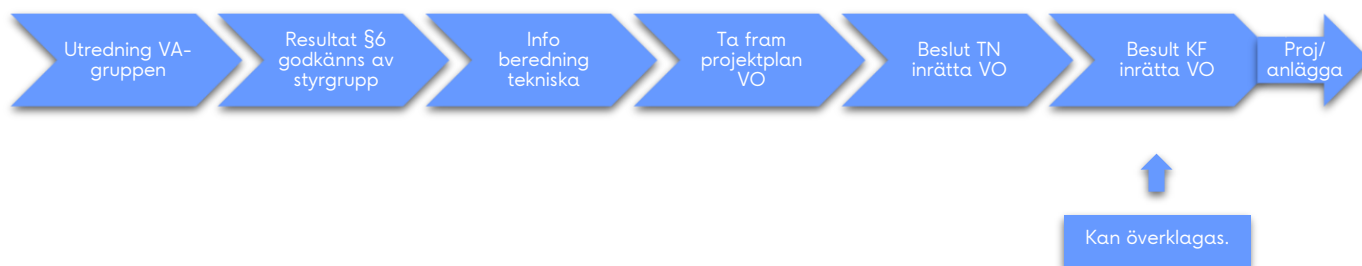 Utredning VA-
gruppen
Resultat §6
godkänns av
styrgrupp
Info
beredning
tekniska
Ta fram
projektplan
VO
Beslut TN
inrätta VO
Besult KF
inrätta VO
Proj/
anlägga
Kan överklagas.